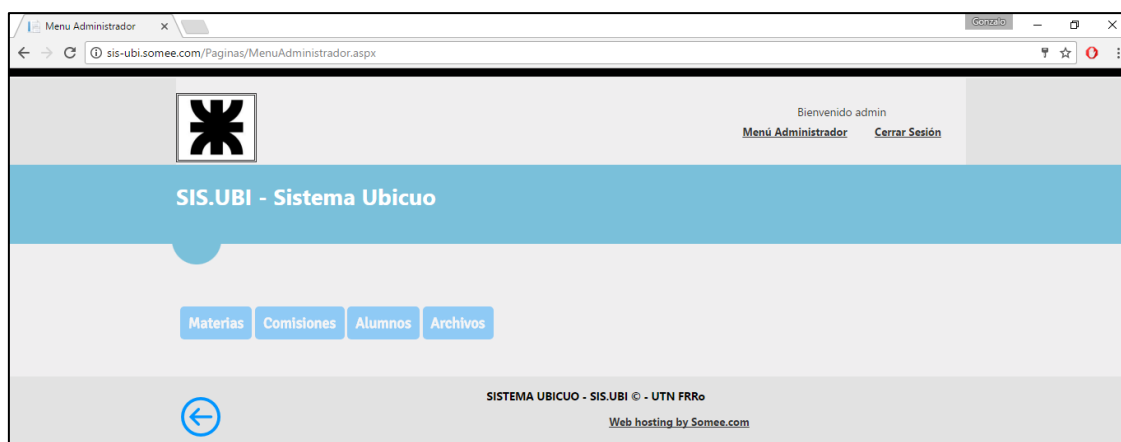 Menu Administrador
Gonzalo
sis-ubi.somee.com/Paginas/MenuAdministrador.aspx
Bienvenido admin
Menú Administrador Cerrar Sesión
SIS.UBI - Sistema Ubicuo
Materias Comisiones Alumnos Archivos
SISTEMA UBICUO - SIS.UBI © - UTN FRRo
Web hosting by Somee.com